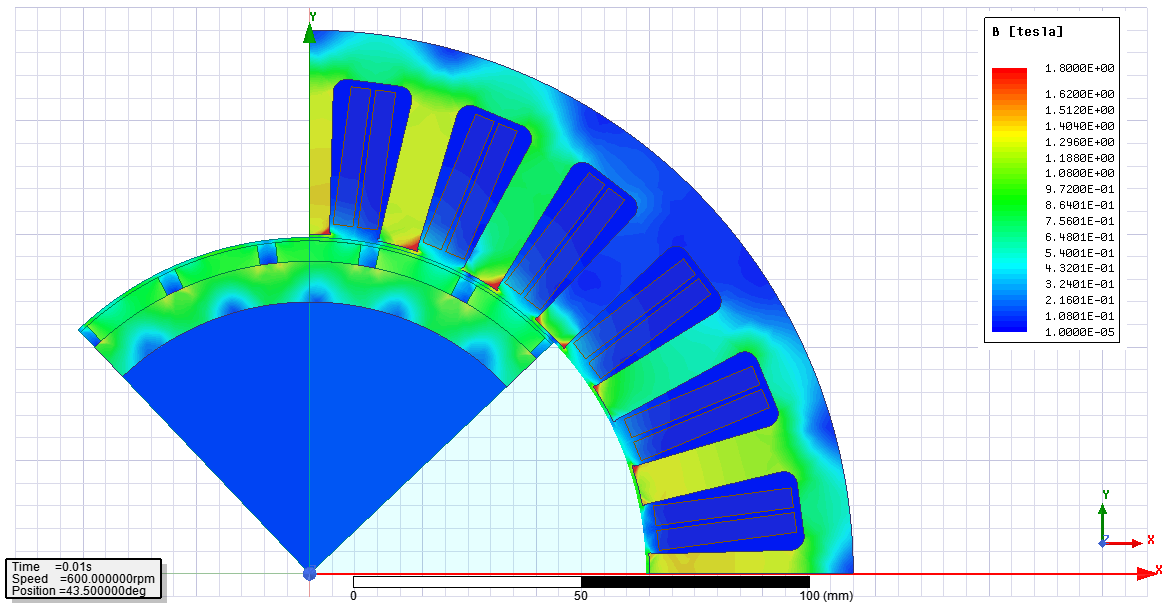 Y
B [tesla]
1.8000E+00
1.6200E+00
1.5120E+00
1.4040E+00
1.2960E+00
1.1880E+00
1.0800E+00
9.7200E-01
8.6401E-01
7.5601E-01
6.4801E-01
5.4001E-01
4.3201E-01
3.2401E-01
2.1601E-01
1.0801E-01
1.0000E-05
Y
Z
X
X
Time =0.01s
Speed =600.000000rpm
Position =43.500000deg
0 50 100 (mm)